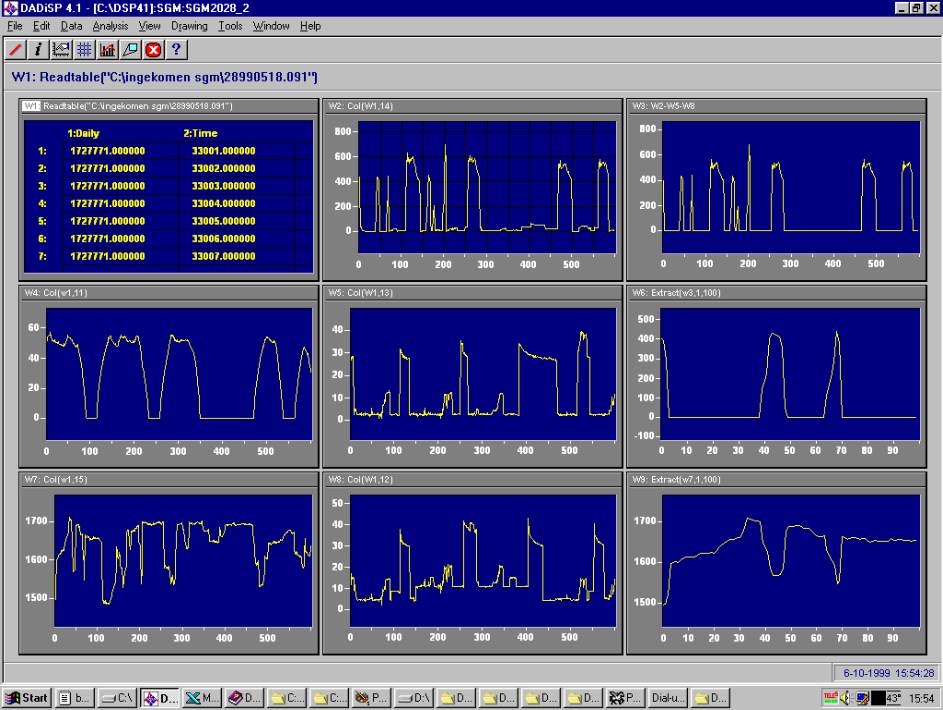 DADiSP 4.1 - [C:\DSP41]:SGM:SGM2028_2
File Edit Data Analysis View Drawing Tools Window Help
W1: Readtable("C:\ingekomen sgm\28990518.091")
W1: Readtable("C:\ingekomen sgm\28990518.091")
1:Daily 2:Time
1: 1727771.000000 33001.000000
2: 1727771.000000 33002.000000
3: 1727771.000000 33003.000000
4: 1727771.000000 33004.000000
5: 1727771.000000 33005.000000
6: 1727771.000000 33006.000000
7: 1727771.000000 33007.000000
W2: Col(W1,14)
800
600
400
200
0
0 100 200 300 400 500
W3: W2-W5-W8
800
600
400
200
0
0 100 200 300 400 500
W4: Col(w1,11)
60
40
20
0
0 100 200 300 400 500
W5: Col(W1,13)
40
30
20
10
0
0 100 200 300 400 500
W6: Extract(w3,1,100)
500
400
300
200
100
0
-100
0 10 20 30 40 50 60 70 80 90
W7: Col(w1,15)
1700
1600
1500
0 100 200 300 400 500
W8: Col(W1,12)
50
40
30
20
10
0
0 100 200 300 400 500
W9: Extract(w7,1,100)
1700
1600
1500
0 10 20 30 40 50 60 70 80 90
6-10-1999 15:54:28
Start b... C:\ D... M... D... C:... C:... P... D:\ D... D... D... D... P... Dial-u... D... 43° 15:54